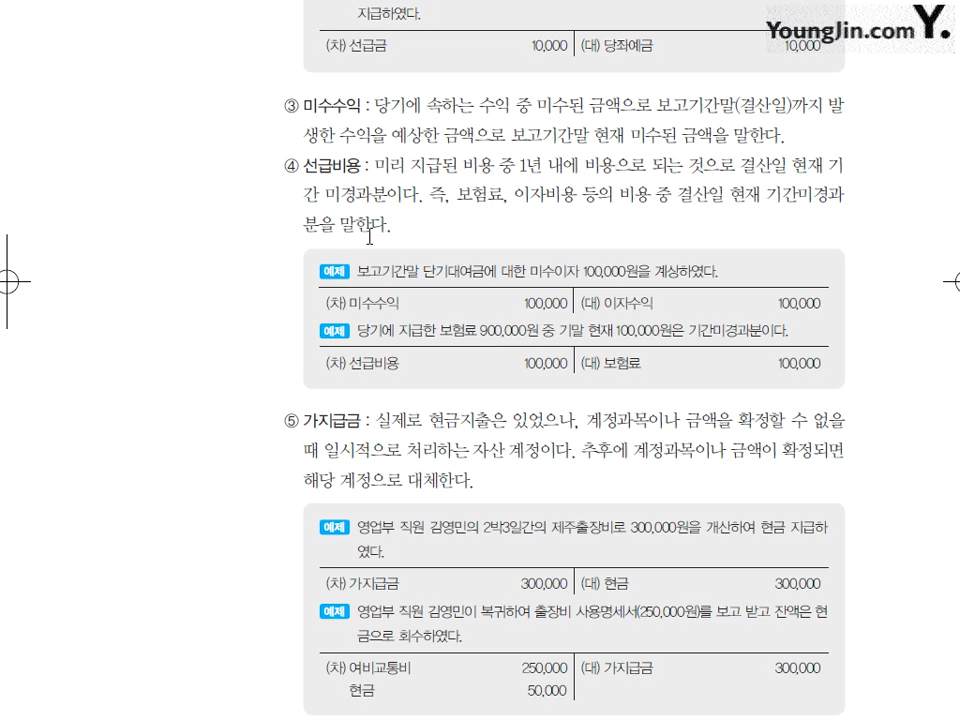 지급하였다.
YoungJin.com Y.
(차) 선급금 10,000 (대) 당좌예금 10,000
③ 미수수익 : 당기에 속하는 수익 중 미수된 금액으로 보고기간말(결산일)까지 발
생한 수익을 예상한 금액으로 보고기간말 현재 미수된 금액을 말한다.
④ 선급비용 : 미리 지급된 비용 중 1년 내에 비용으로 되는 것으로 결산일 현재 기
간 미경과분이다. 즉, 보험료, 이자비용 등의 비용 중 결산일 현재 기간미경과
분을 말한다.
예제 보고기간말 단기대여금에 대한 미수이자 100,000원을 계상하였다.
(차) 미수수익 100,000 (대) 이자수익 100,000
예제 당기에 지급한 보험료 900,000원 중 기말 현재 100,000원은 기간미경과분이다.
(차) 선급비용 100,000 (대) 보험료 100,000
⑤ 가지급금 : 실제로 현금지출은 있었으나, 계정과목이나 금액을 확정할 수 없을
때 일시적으로 처리하는 자산 계정이다. 추후에 계정과목이나 금액이 확정되면
해당 계정으로 대체한다.
예제 영업부 직원 김영민의 2박3일간의 제주출장비로 300,000원을 개산하여 현금 지급하
였다.
(차) 가지급금 300,000 (대) 현금 300,000
예제 영업부 직원 김영민이 복귀하여 출장비 사용명세서(250,000원)를 보고 받고 잔액은 현
금으로 회수하였다.
(차) 여비교통비 250,000 (대) 가지급금 300,000
현금 50,000